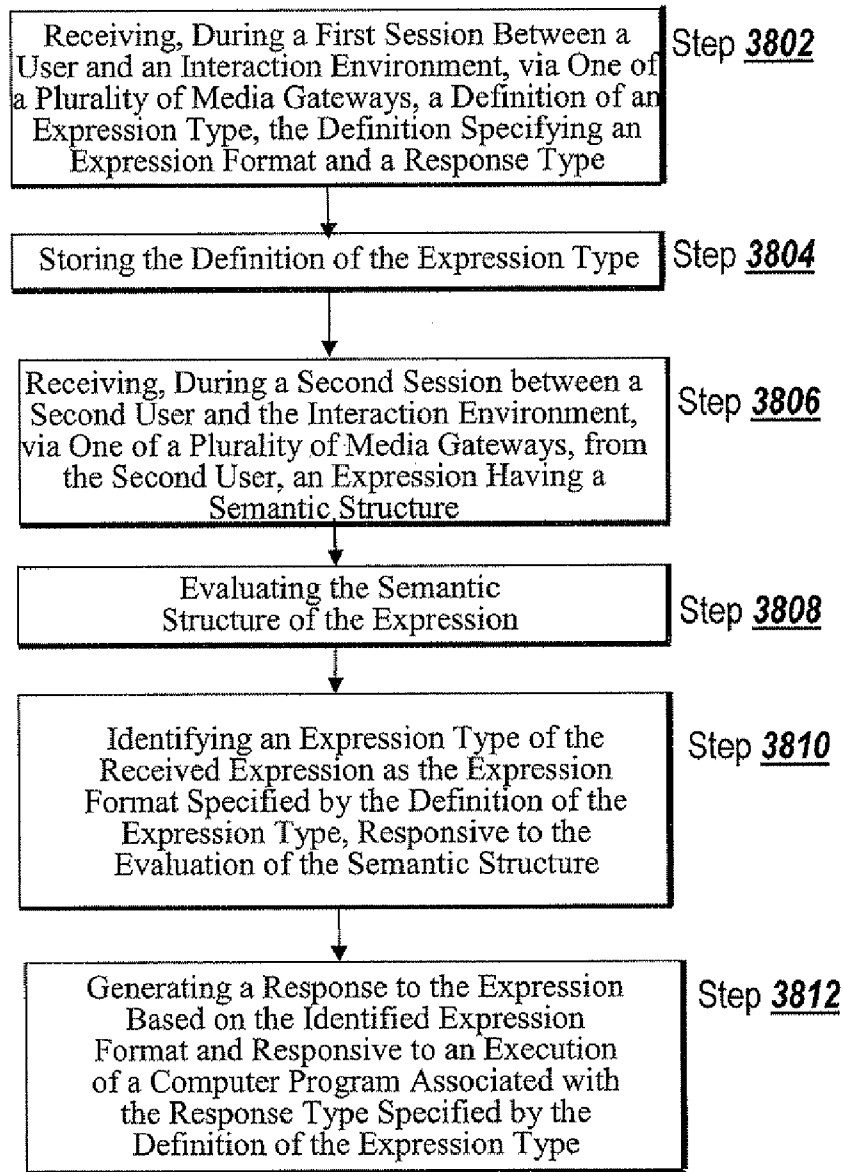 Receiving, During a First Session Between a
User and an Interaction Environment, via One of
a Plurality of Media Gateways, a Definition of an
Expression Type, the Definition Specifying an
Expression Format and a Response Type
Step 3802
Storing the Definition of the Expression Type
Step 3804
Receiving, During a Second Session between a
Second User and the Interaction Environment,
via One of a Plurality of Media Gateways, from
the Second User, an Expression Having a
Semantic Structure
Step 3806
Evaluating the Semantic
Structure of the Expression
Step 3808
Identifying an Expression Type of the
Received Expression as the Expression
Format Specified by the Definition of the
Expression Type, Responsive to the
Evaluation of the Semantic Structure
Step 3810
Generating a Response to the Expression
Based on the Identified Expression
Format and Responsive to an Execution
of a Computer Program Associated with
the Response Type Specified by the
Definition of the Expression Type
Step 3812